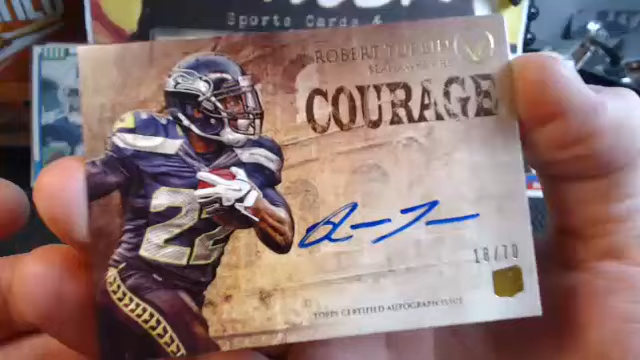 Sports Cards &
ROBERT TURBIN
COURAGE
22
18/70
TOPPS CERTIFIED AUTOGRAPH ISSUE